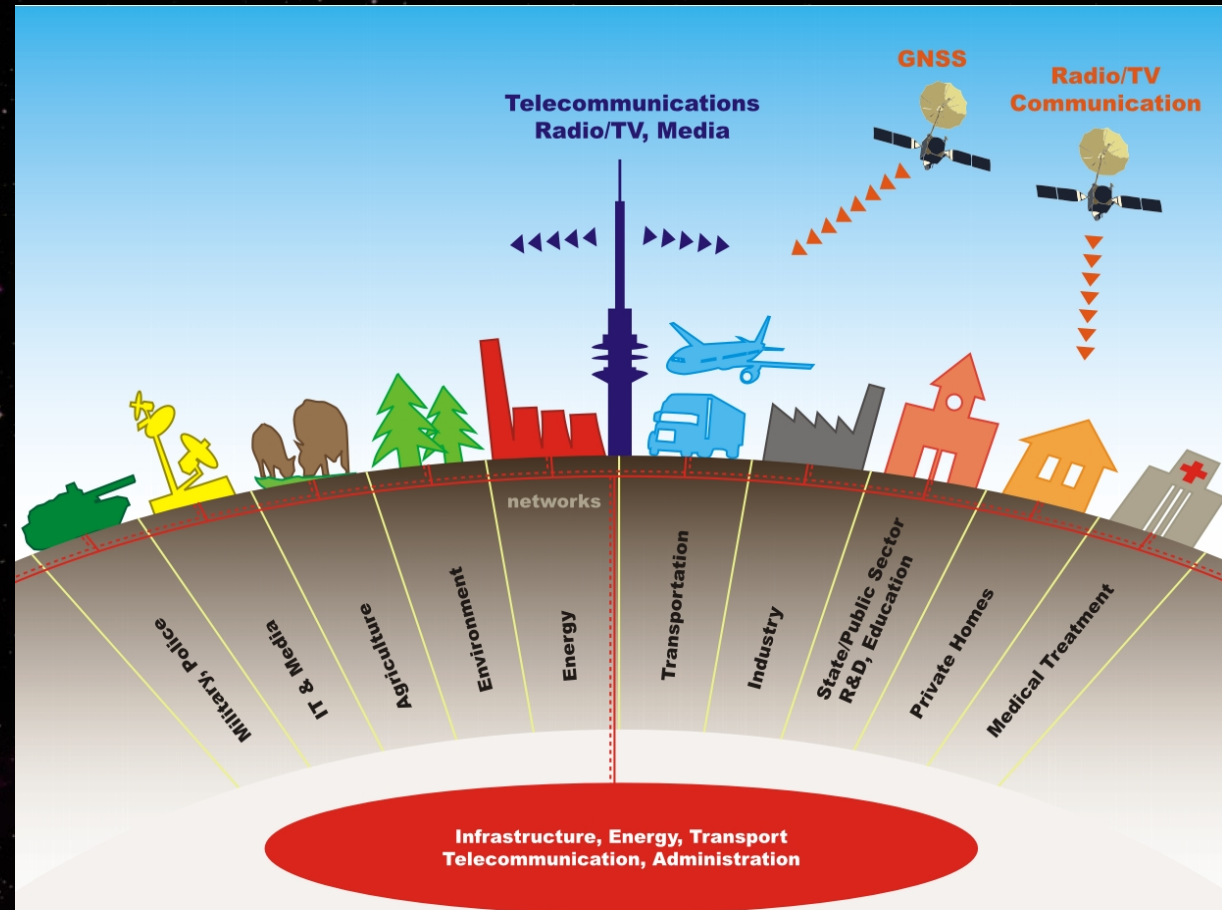 GNSS
Radio/TV
Communication
Telecommunications
Radio/TV, Media
networks
Military, Police
IT & Media
Agriculture
Environment
Energy
Transportation
Industry
State/Public Sector
R&D, Education
Private Homes
Medical Treatment
Infrastructure, Energy, Transport
Telecommunication, Administration